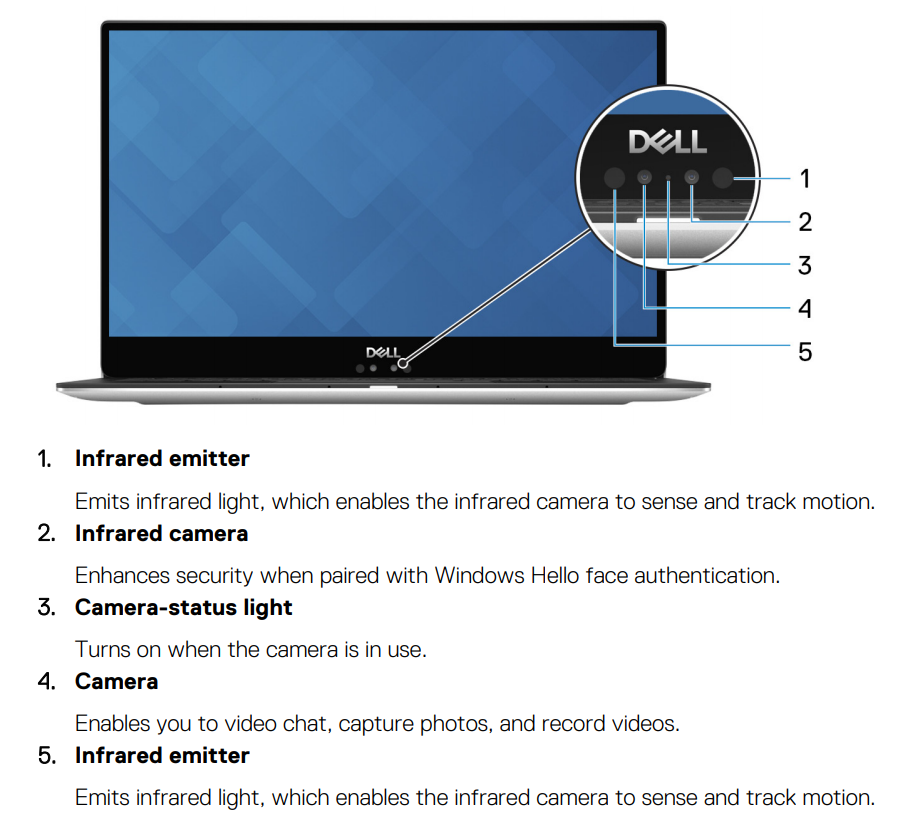 DELL
1
2
3
4
5
DELL
1. Infrared emitter
Emits infrared light, which enables the infrared camera to sense and track motion.
2. Infrared camera
Enhances security when paired with Windows Hello face authentication.
3. Camera-status light
Turns on when the camera is in use.
4. Camera
Enables you to video chat, capture photos, and record videos.
5. Infrared emitter
Emits infrared light, which enables the infrared camera to sense and track motion.